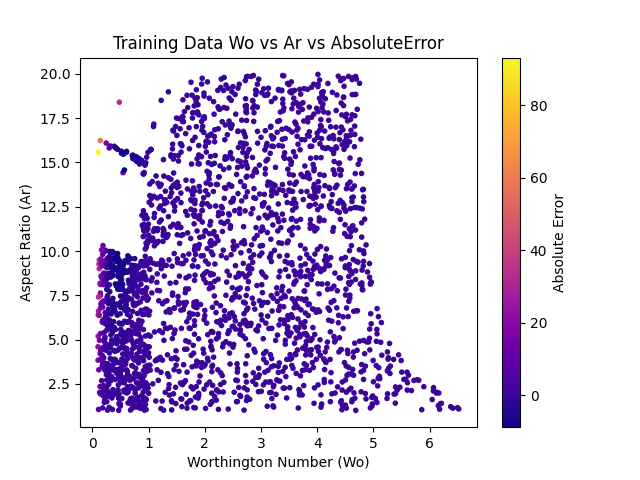 Training Data Wo vs Ar vs AbsoluteError
20.0
17.5
15.0
12.5
10.0
7.5
5.0
2.5
Aspect Ratio (Ar)
0 1 2 3 4 5 6
Worthington Number (Wo)
80
60
40
20
0
Absolute Error